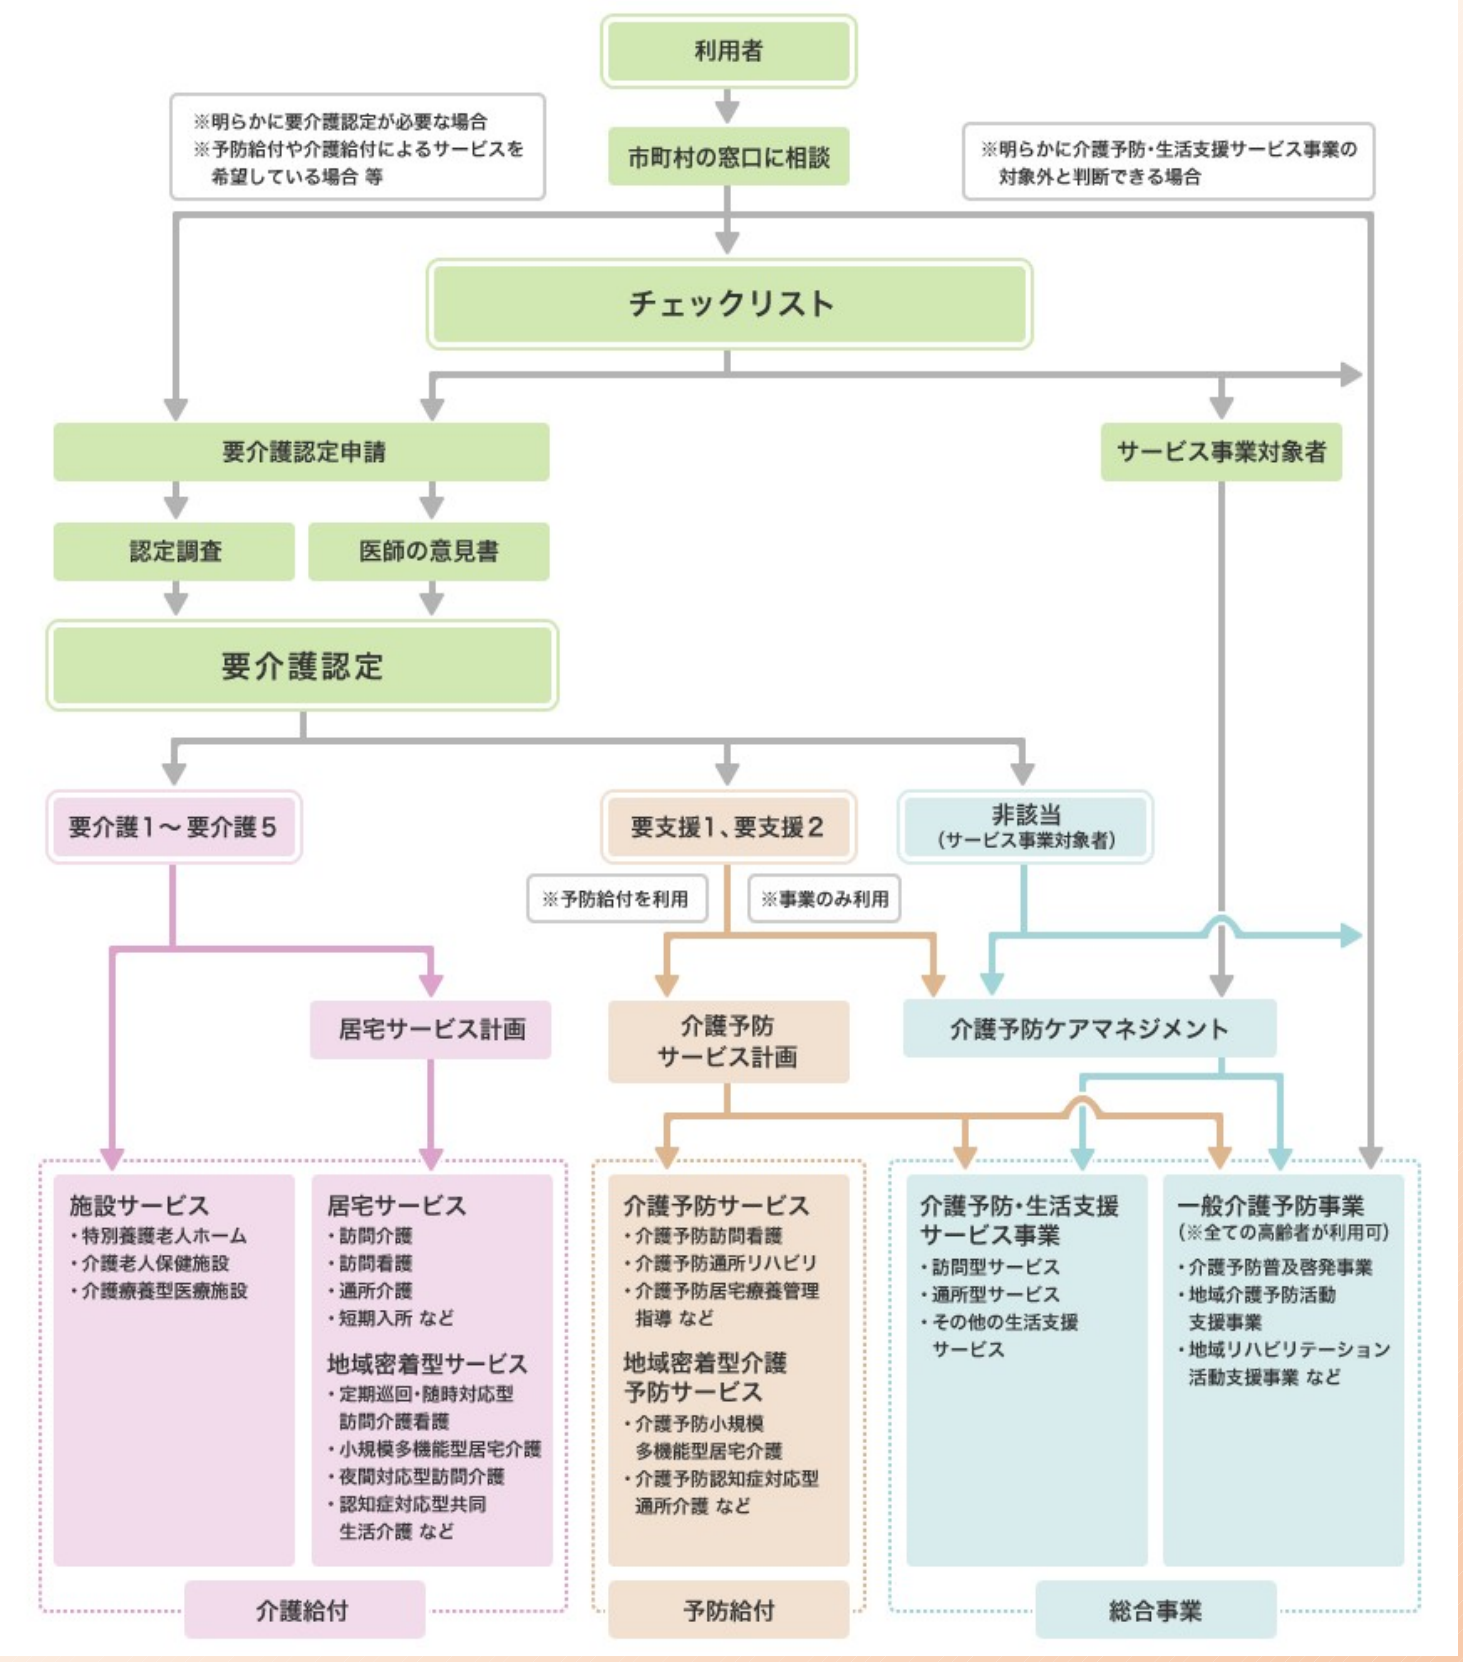 利用者
※明らかに要介護認定が必要な場合
※予防給付や介護給付によるサービスを
希望している場合 等
市町村の窓口に相談
※明らかに介護予防・生活支援サービス事業の
対象外と判断できる場合
チェックリスト
要介護認定申請
サービス事業対象者
認定調査
医師の意見書
要介護認定
要介護1〜要介護5
要支援1、要支援2
非該当
(サービス事業対象者)
※予防給付を利用
※事業のみ利用
居宅サービス計画
介護予防
サービス計画
介護予防ケアマネジメント
施設サービス
・特別養護老人ホーム
・介護老人保健施設
・介護療養型医療施設
居宅サービス
・訪問介護
・訪問看護
・通所介護
・短期入所 など
地域密着型サービス
・定期巡回・随時対応型
訪問介護看護
・小規模多機能型居宅介護
・夜間対応型訪問介護
・認知症対応型共同
生活介護 など
介護予防サービス
・介護予防訪問看護
・介護予防通所リハビリ
・介護予防居宅療養管理
指導 など
地域密着型介護
予防サービス
・介護予防小規模
多機能型居宅介護
・介護予防認知症対応型
通所介護 など
介護予防・生活支援
サービス事業
・訪問型サービス
・通所型サービス
・その他の生活支援
サービス
一般介護予防事業
(※全ての高齢者が利用可)
・介護予防普及啓発事業
・地域介護予防活動
支援事業
・地域リハビリテーション
活動支援事業 など
介護給付
予防給付
総合事業